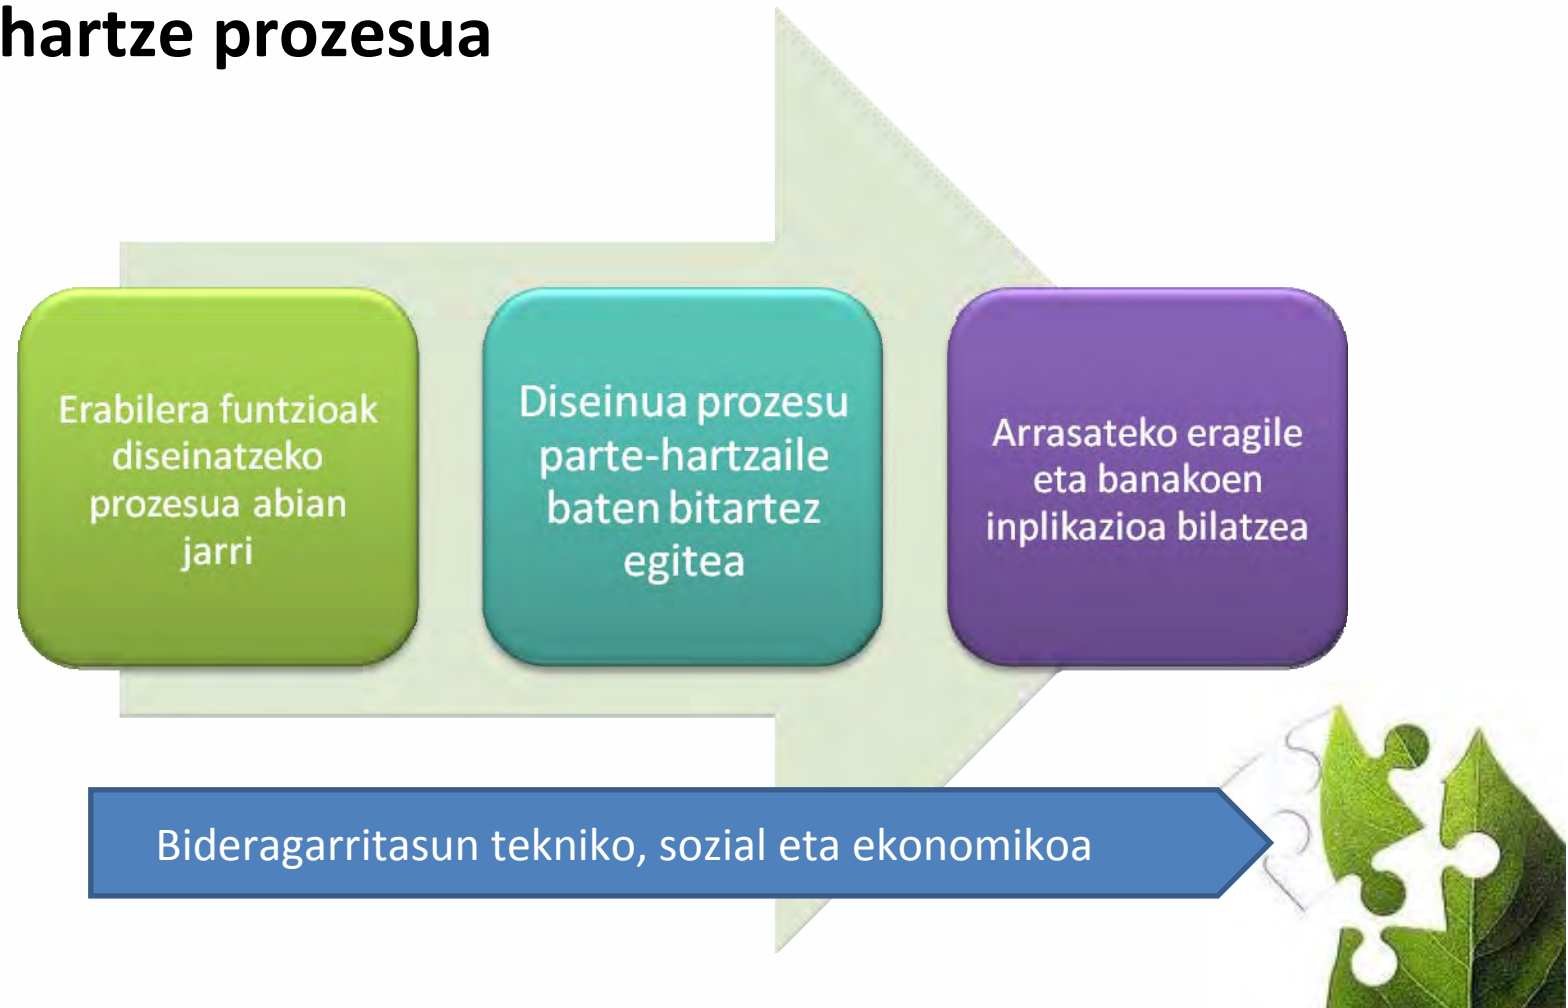 hartze prozesua
Erabilera funtzioak
diseinatzeko
prozesua abian
jarri
Diseinua prozesu
parte-hartzaile
baten bitartez
egitea
Arrasateko eragile
eta banakoen
inplikazioa bilatzea
Bideragarritasun tekniko, sozial eta ekonomikoa